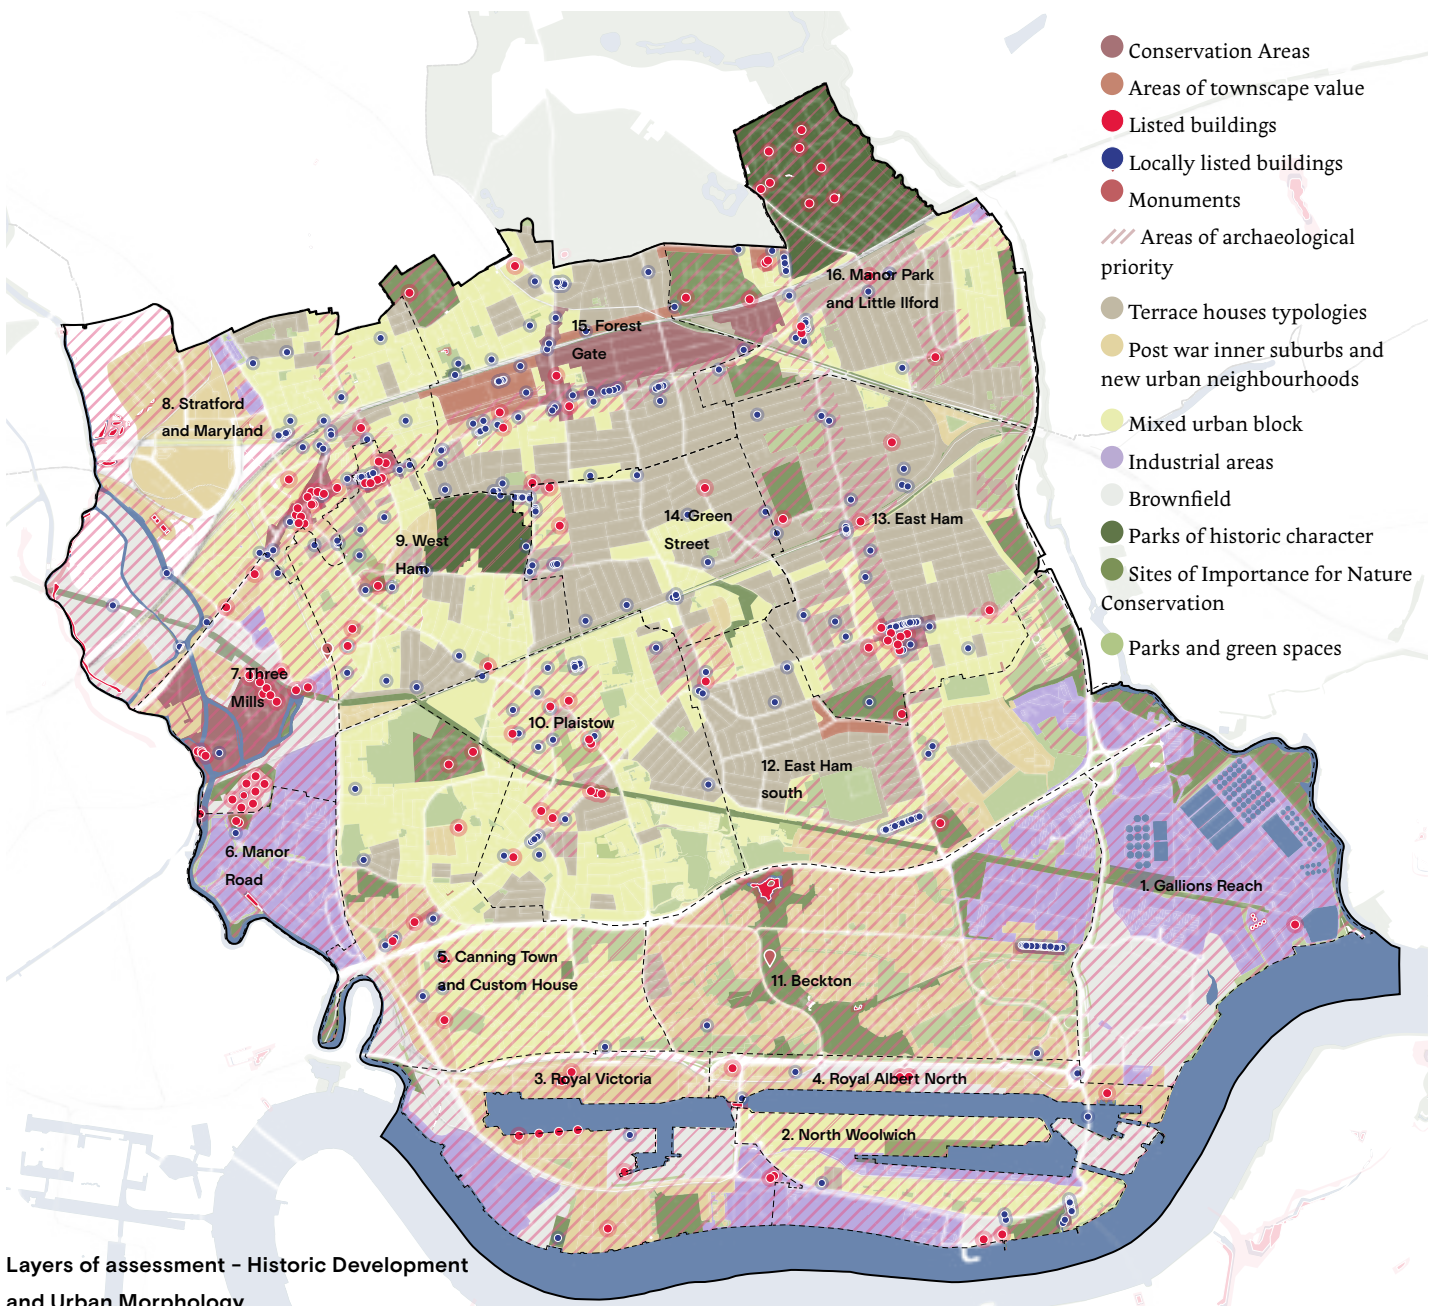 Conservation Areas
Areas of townscape value
Listed buildings
Locally listed buildings
Monuments
Areas of archaeological
priority
Terrace houses typologies
Post war inner suburbs and
new urban neighbourhoods
Mixed urban block
Industrial areas
Brownfield
Parks of historic character
Sites of Importance for Nature
Conservation
Parks and green spaces
16. Manor Park
and Little Ilford
15. Forest
Gate
8. Stratford
and Maryland
14. Green
Street
13. East Ham
9. West
Ham
7. Three
Mills
10. Plaistow
12. East Ham
south
6. Manor
Road
1. Gallions Reach
5. Canning Town
and Custom House
11. Beckton
3. Royal Victoria
4. Royal Albert North
2. North Woolwich
Layers of assessment - Historic Development
and Urban Morphology